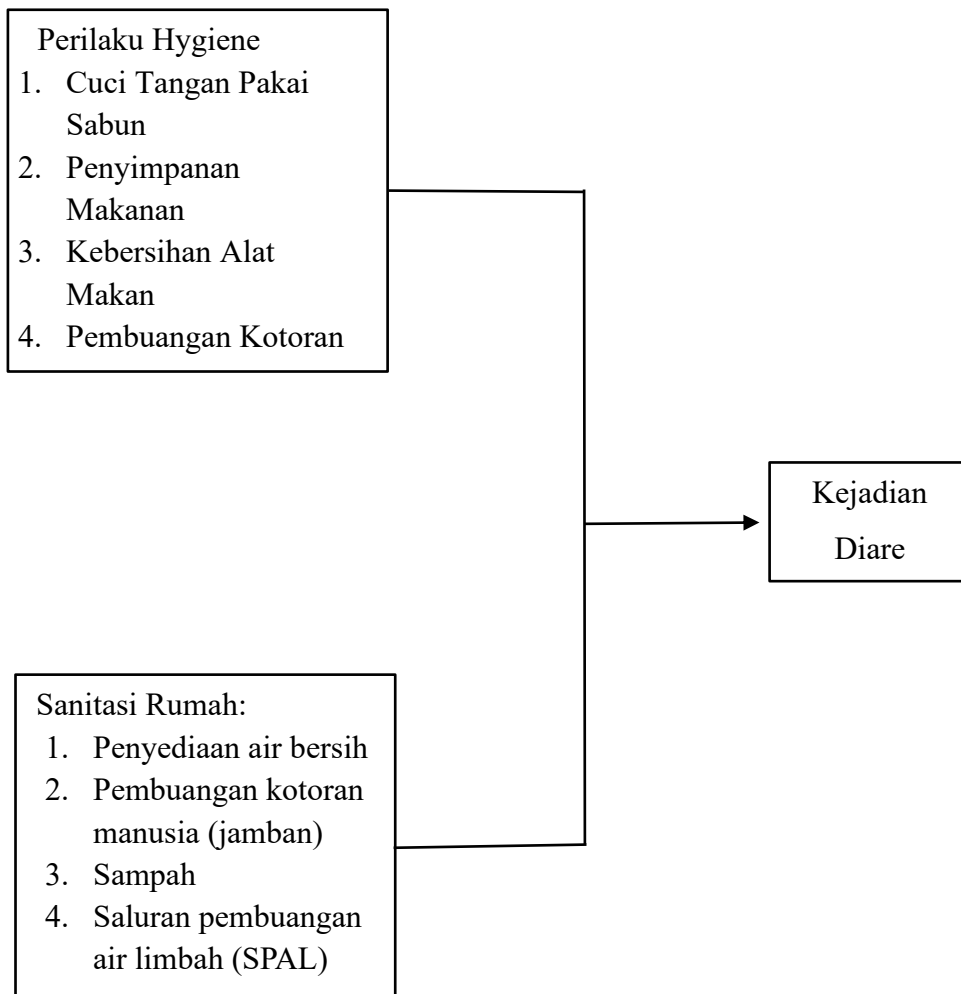 Perilaku Hygiene
1. Cuci Tangan Pakai
Sabun
2. Penyimpanan
Makanan
3. Kebersihan Alat
Makan
4. Pembuangan Kotoran
Kejadian
Diare
Sanitasi Rumah:
1. Penyediaan air bersih
2. Pembuangan kotoran
manusia (jamban)
3. Sampah
4. Saluran pembuangan
air limbah (SPAL)